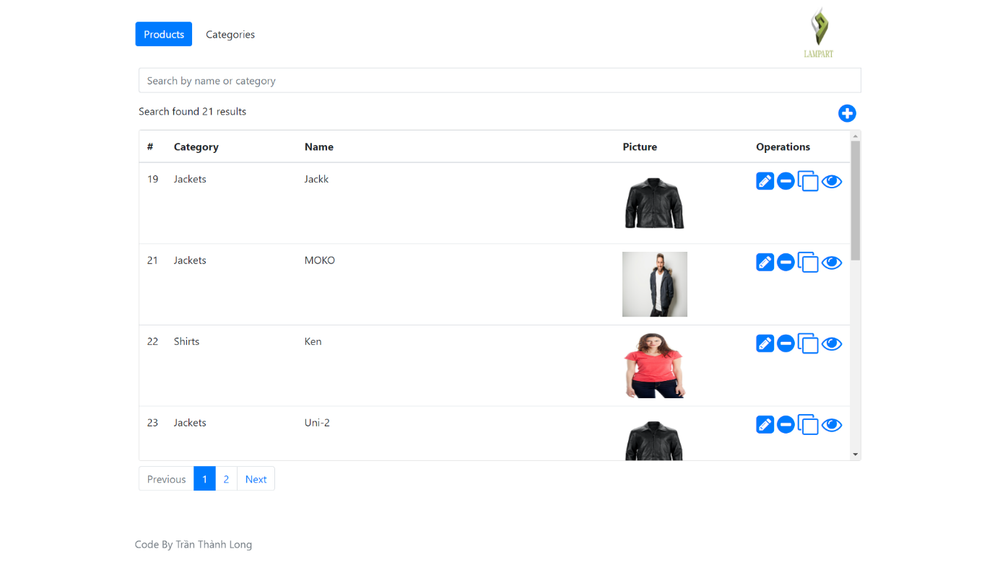 Products Categories
LAMPART
Search by name or category
Search found 21 results
# Category Name Picture Operations
19 Jackets Jackk
21 Jackets MOKO
22 Shirts Ken
23 Jackets Uni-2
Previous 1 2 Next
Code By Trần Thành Long